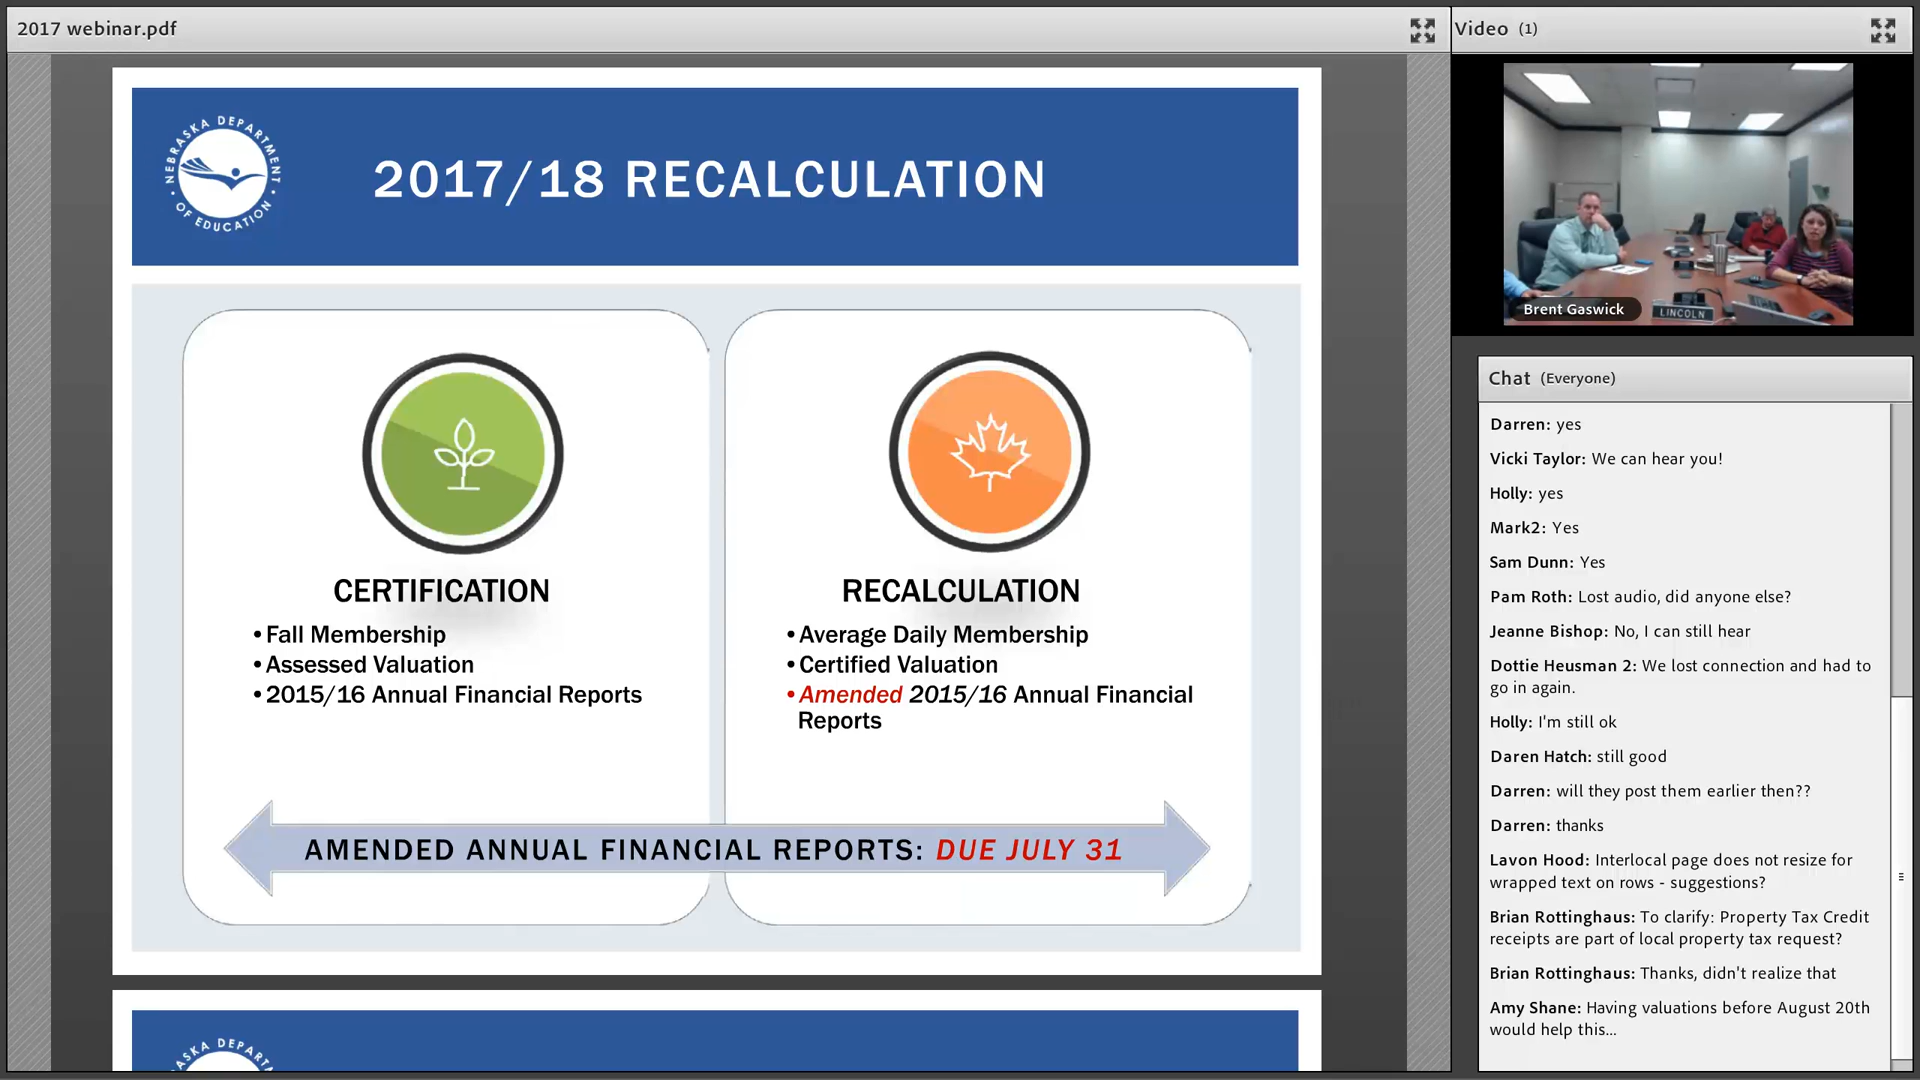 2017 webinar.pdf
NEBRASKA DEPARTMENT
OF EDUCATION
2017/18 RECALCULATION
CERTIFICATION
•Fall Membership
•Assessed Valuation
•2015/16 Annual Financial Reports
RECALCULATION
•Average Daily Membership
•Certified Valuation
•Amended 2015/16 Annual Financial
Reports
AMENDED ANNUAL FINANCIAL REPORTS: DUE JULY 31
Video (1)
Brent Gaswick
LINCOLN
Chat (Everyone)
Darren: yes
Vicki Taylor: We can hear you!
Holly: yes
Mark2: Yes
Sam Dunn: Yes
Pam Roth: Lost audio, did anyone else?
Jeanne Bishop: No, I can still hear
Dottie Heusman 2: We lost connection and had to
go in again.
Holly: I'm still ok
Daren Hatch: still good
Darren: will they post them earlier then??
Darren: thanks
Lavon Hood: Interlocal page does not resize for
wrapped text on rows - suggestions?
Brian Rottinghaus: To clarify: Property Tax Credit
receipts are part of local property tax request?
Brian Rottinghaus: Thanks, didn't realize that
Amy Shane: Having valuations before August 20th
would help this...